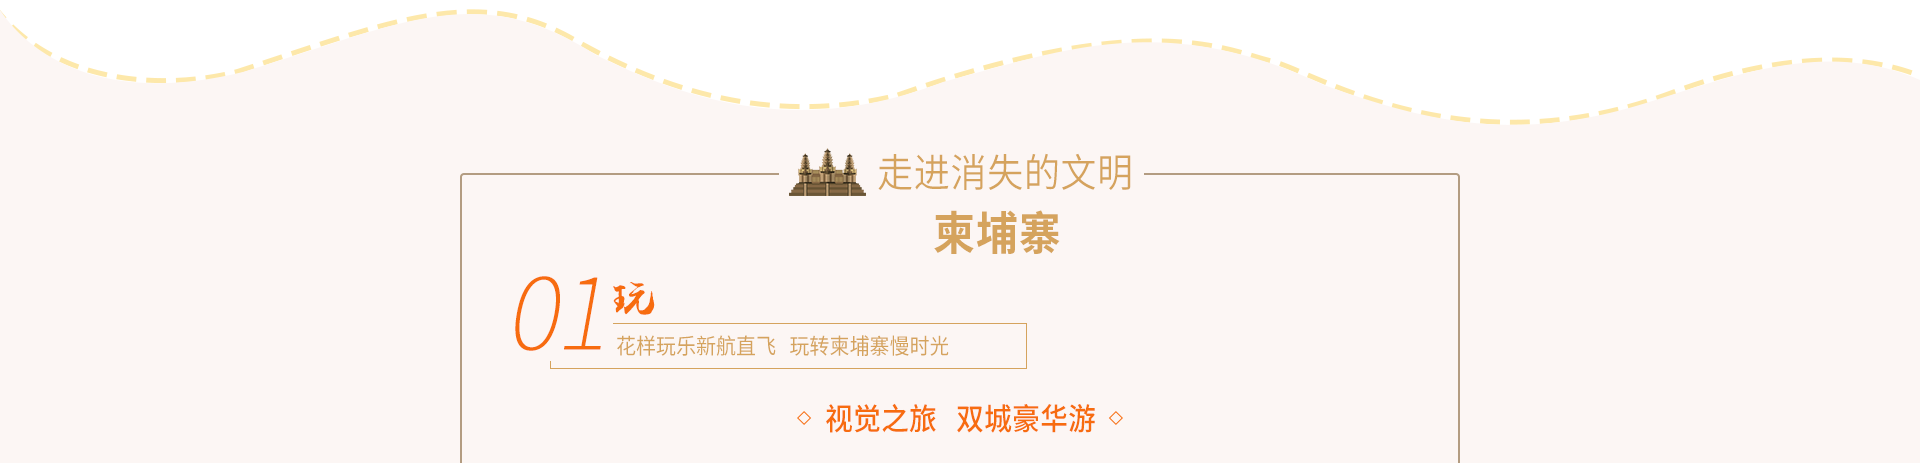 走进消失的文明
柬埔寨
01 玩
花样玩乐新航直飞 玩转柬埔寨慢时光
视觉之旅 双城豪华游